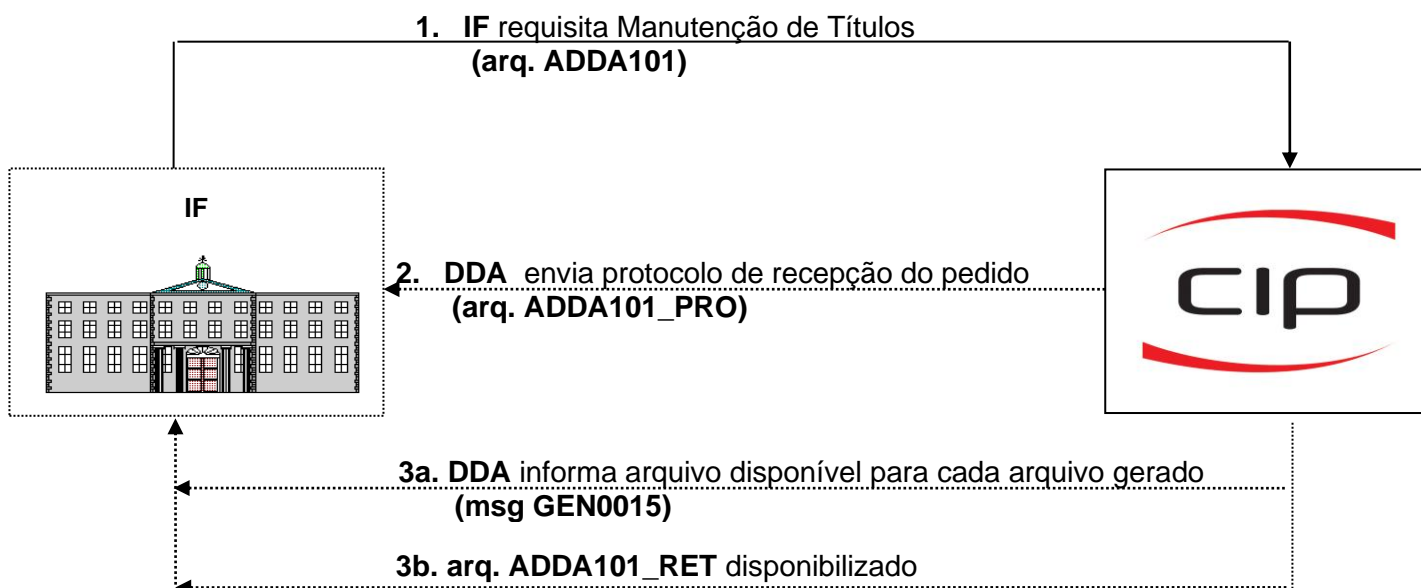 1. IF requisita Manutenção de Títulos
(arq. ADDA101)
IF
CIP
2. DDA envia protocolo de recepção do pedido
(arq. ADDA101_PRO)
3a. DDA informa arquivo disponível para cada arquivo gerado
(msg GEN0015)
3b. arq. ADDA101_RET disponibilizado